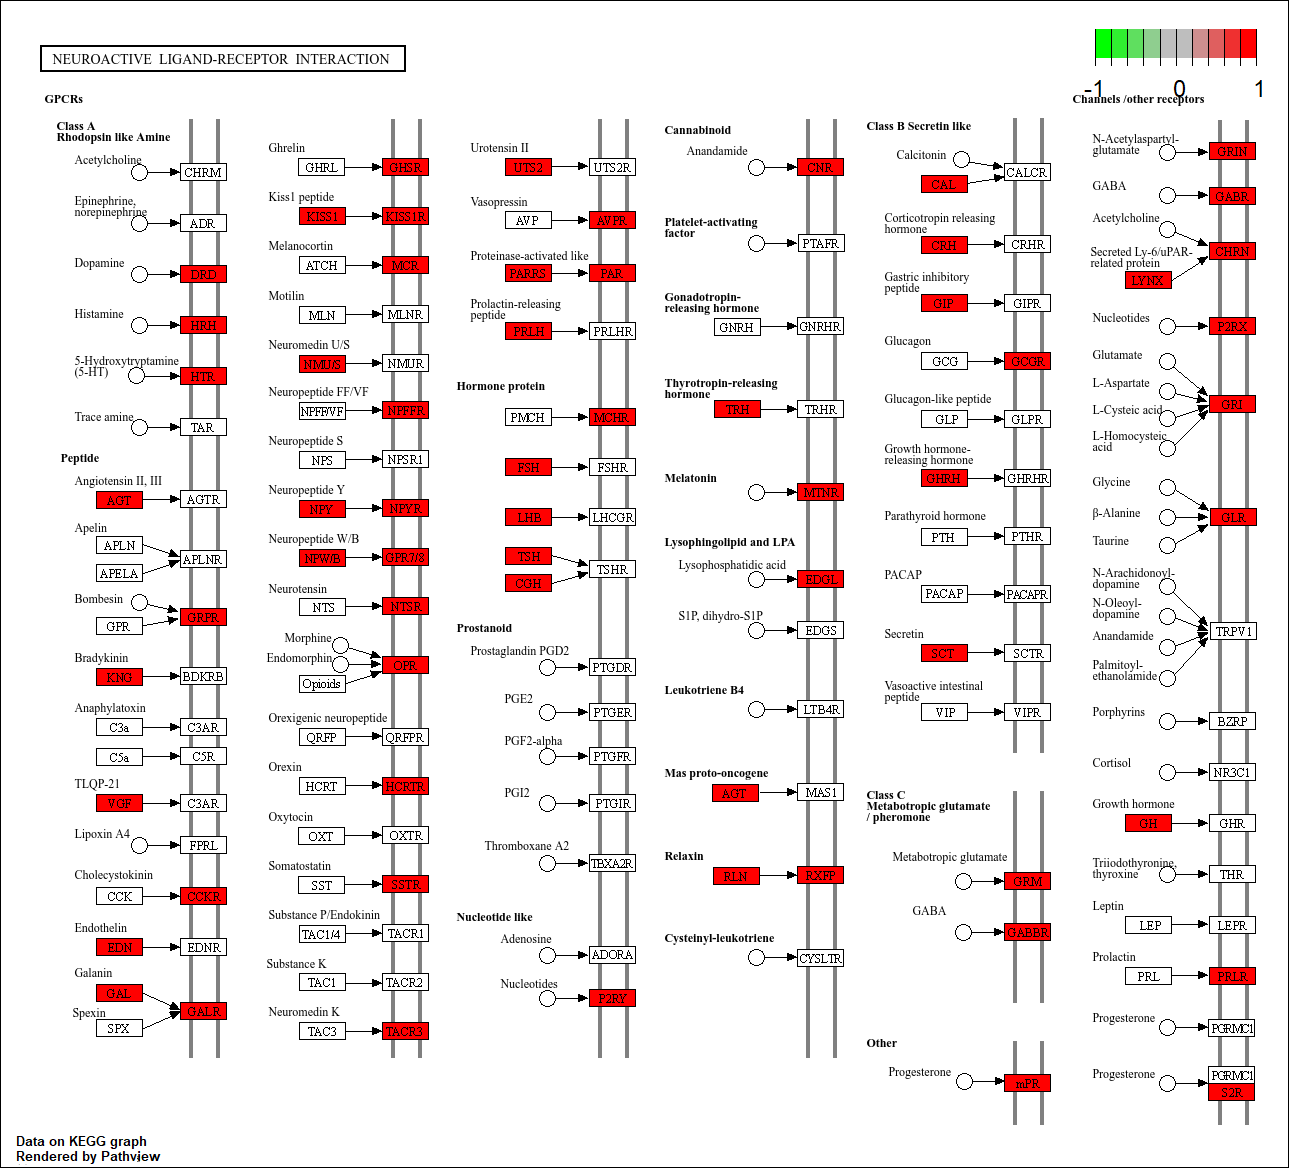 NEUROACTIVE LIGAND-RECEPTOR INTERACTION
-1 0 1
GPCRs
Class A
Rhodopsin like Amine
Acetylcholine
CHRM
Epinephrine,
norepinephrine
ADR
Dopamine
DRD
Histamine
HRH
5-Hydroxytryptamine
(5-HT)
HTR
Trace amine
TAR
Peptide
Angiotensin II, III
AGT AGTR
Apelin
APLN
APLNR
APELA
Bombesin
GRPR
GPR
Bradykinin
KNG BDKRB
Anaphylatoxin
C3a C3AR
C5a C5R
TLQP-21
VGF C3AR
Lipoxin A4
FPRL
Cholecystokinin
CCK CCKR
Endothelin
EDN EDNR
Galanin
GAL
Spexin
GALR
SPX
Ghrelin
GHRL GHSR
Kiss1 peptide
KISS1 KISS1R
Melanocortin
ATCH MCR
Motilin
MLN MLNR
Neuromedin U/S
NMU/S NMUR
Neuropeptide FF/VF
NPFF/VF NPFFR
Neuropeptide S
NPS NPSR1
Neuropeptide Y
NPY NPYR
Neuropeptide W/B
NPW/B GPR7/8
Neurotensin
NTS NTSR
Morphine
Endomorphin
OPR
Opioids
Orexigenic neuropeptide
QRFP QRFPR
Orexin
HCRT HCRTR
Oxytocin
OXT OXTR
Somatostatin
SST SSTR
Substance P/Endokinin
TAC1/4 TACR1
Substance K
TAC1 TACR2
Neuromedin K
TAC3 TACR3
Urotensin II
UTS2 UTS2R
Vasopressin
AVP AVPR
Proteinase-activated like
PARRS PAR
Prolactin-releasing
peptide
PRLH PRLHR
Hormone protein
PMCH MCHR
FSH FSHR
LHB LHCGR
TSH
TSHR
CGH
Prostanoid
Prostaglandin PGD2
PTGDR
PGE2
PTGER
PGF2-alpha
PTGFR
PGI2
PTGIR
Thromboxane A2
TBXA2R
Nucleotide like
Adenosine
ADORA
Nucleotides
P2RY
Cannabinoid
Anandamide
CNR
Platelet-activating
factor
PTAFR
Gonadotropin-
releasing hormone
GNRH GNRHR
Thyrotropin-releasing
hormone
TRH TRHR
Melatonin
MTNR
Lysophingolipid and LPA
Lysophosphatidic acid
EDGL
S1P, dihydro-S1P
EDGS
Leukotriene B4
LTB4R
Mas proto-oncogene
AGT MAS1
Relaxin
RLN RXFP
Cysteinyl-leukotriene
CYSLTR
Class B Secretin like
Calcitonin
CALCR
CAL
Corticotropin releasing
hormone
CRH CRHR
Gastric inhibitory
peptide
GIP GIPR
Glucagon
GCG GCGR
Glucagon-like peptide
GLP GLPR
Growth hormone-
releasing hormone
GHRH GHRHR
Parathyroid hormone
PTH PTHR
PACAP
PACAP PACAPR
Secretin
SCT SCTR
Vasoactive intestinal
peptide
VIP VIPR
Class C
Metabotropic glutamate
/ pheromone
Metabotropic glutamate
GRM
GABA
GABBR
Other
Progesterone
mPR
Channels /other receptors
N-Acetylaspartyl-
glutamate
GRIN
GABA
GABR
Acetylcholine
CHRN
Secreted Ly-6/uPAR-
related protein
LYNX
Nucleotides
P2RX
Glutamate
L-Aspartate
GRI
L-Cysteic acid
L-Homocysteic
acid
Glycine
β-Alanine
GLR
Taurine
N-Arachidonoyl-
dopamine
N-Oleoyl-
dopamine
TRPV1
Anandamide
Palmitoyl-
ethanolamide
Porphyrins
BZRP
Cortisol
NR3C1
Growth hormone
GH GHR
Triiodothyronine,
thyroxine
THR
Leptin
LEP LEPR
Prolactin
PRL PRLR
Progesterone
PGRMC1
Progesterone
PGRMC1
S2R
Data on KEGG graph
Rendered by Pathview